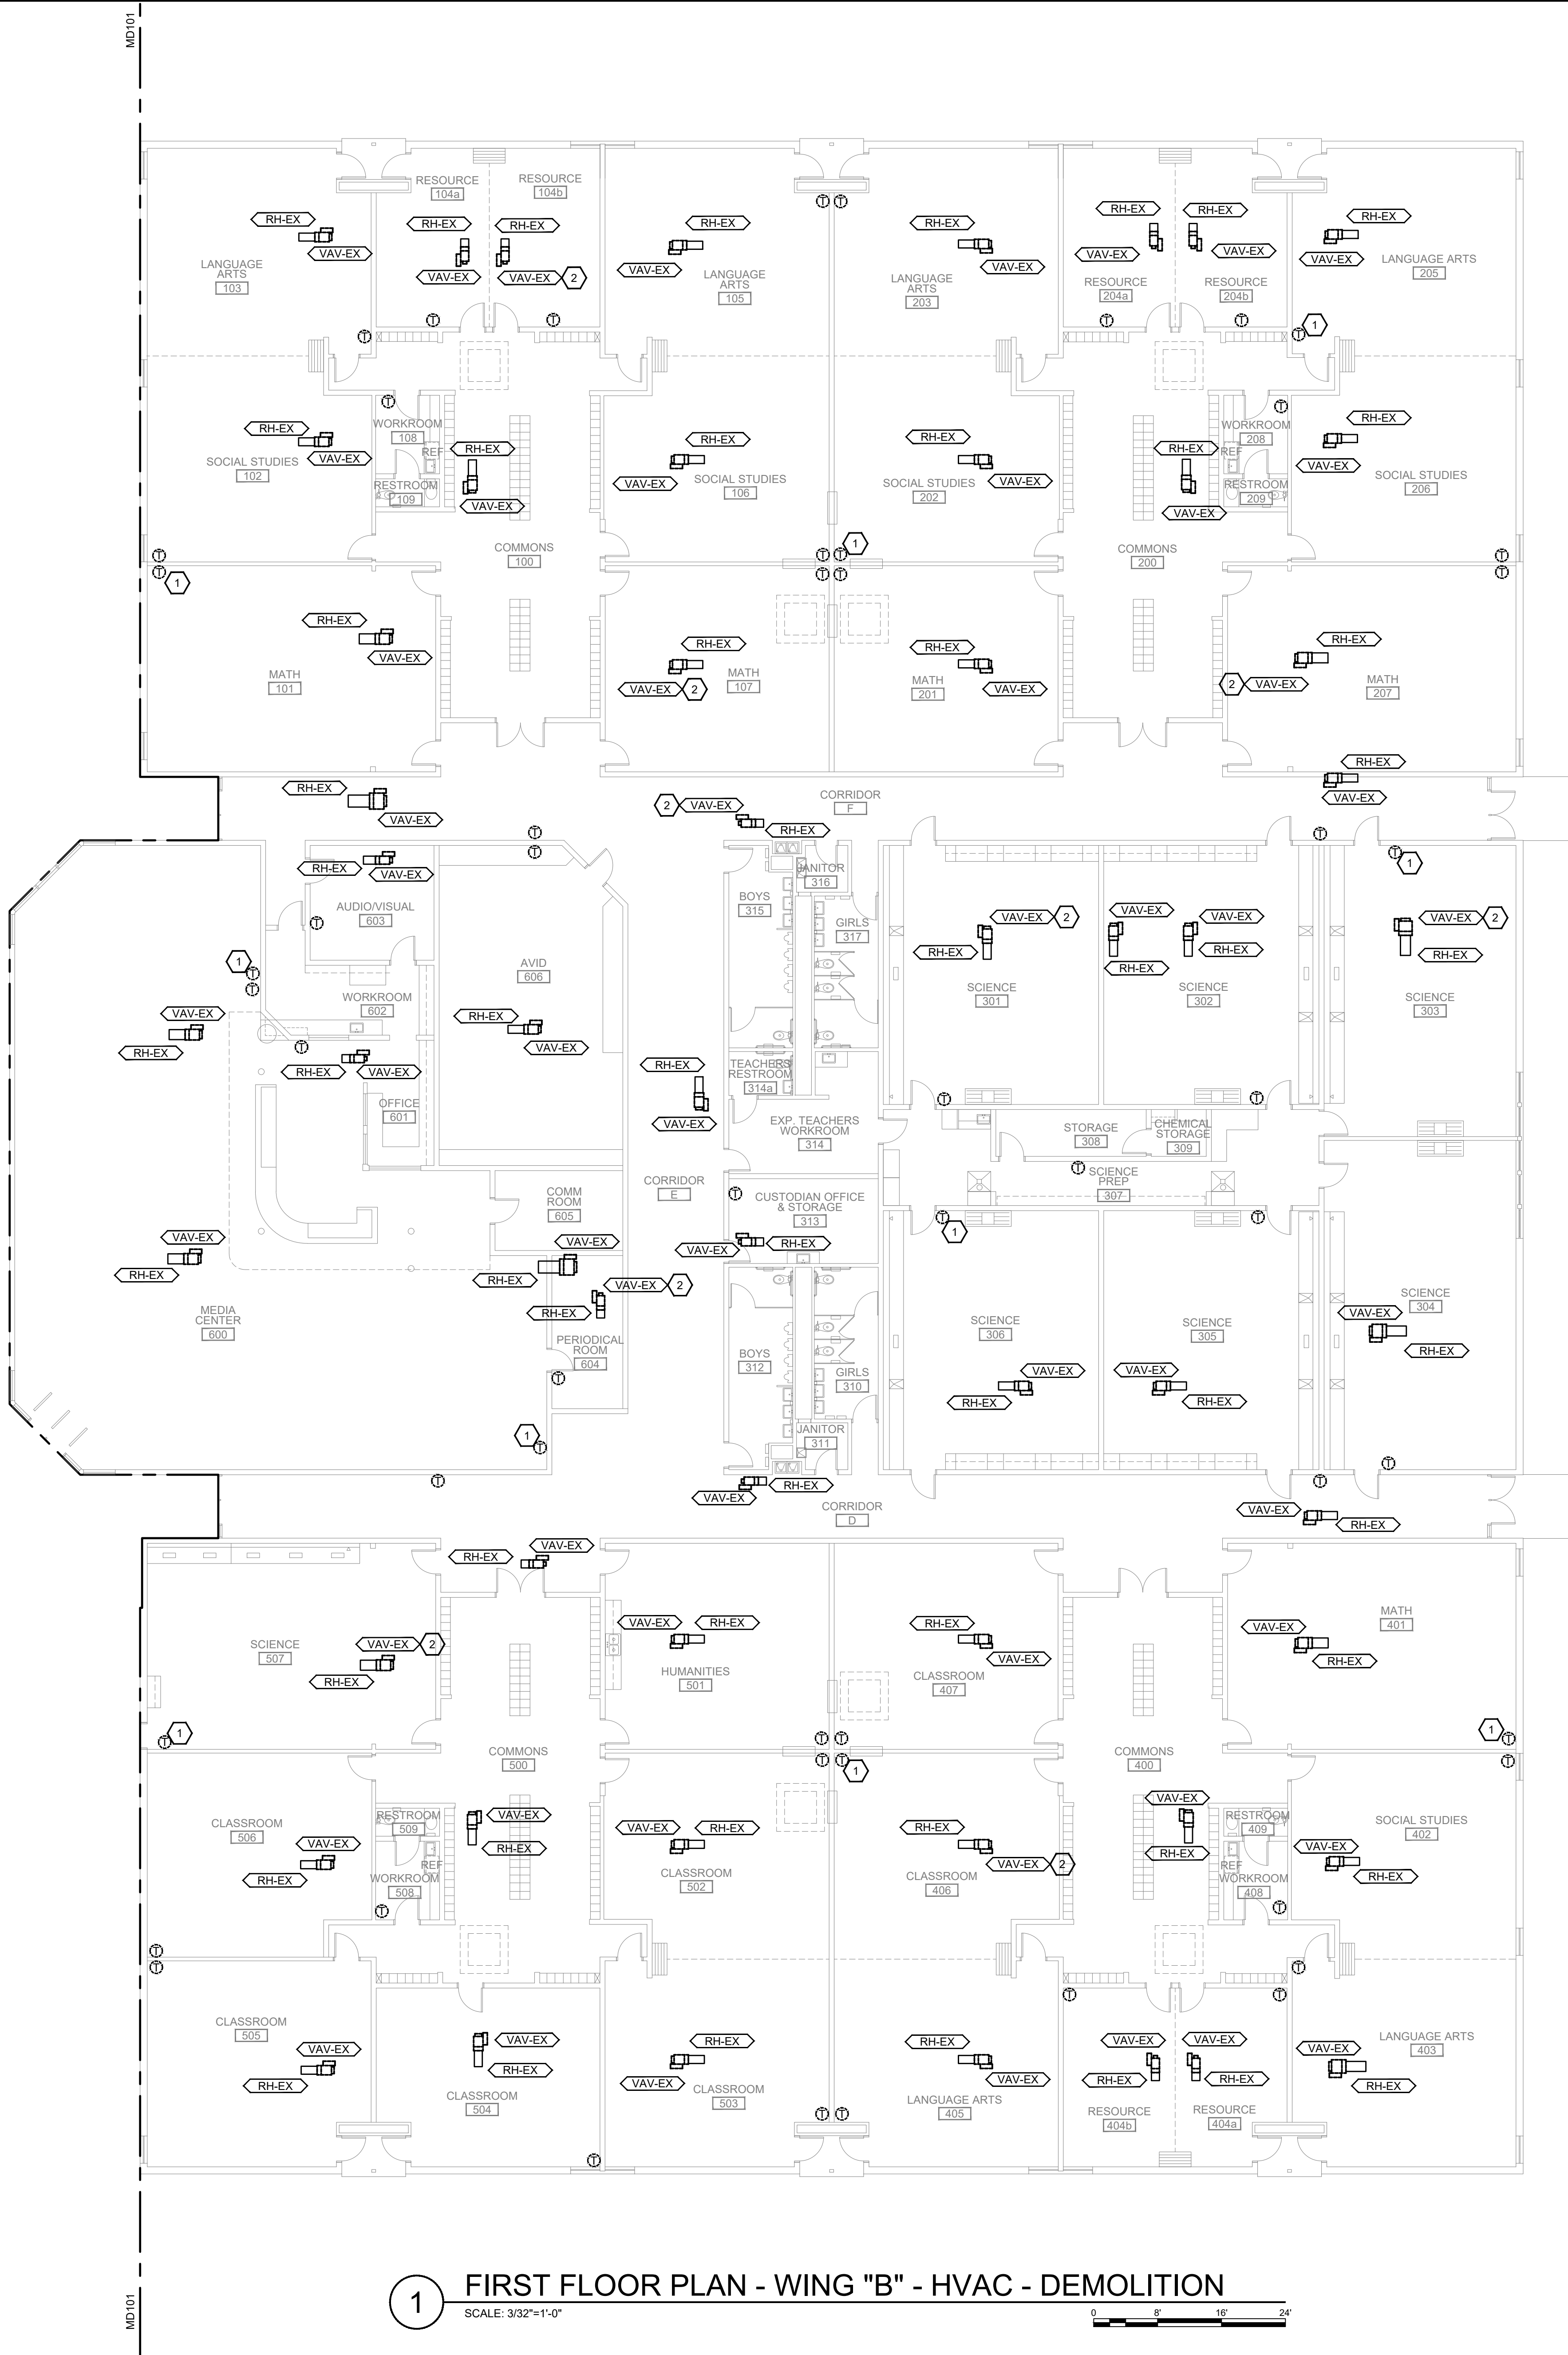 MD101
RESOURCE
104a
RESOURCE
104b
RH-EX
VAV-EX
LANGUAGE
ARTS
103
RH-EX
VAV-EX
RH-EX
VAV-EX
2
RH-EX
VAV-EX
LANGUAGE
ARTS
105
T
T
RH-EX
VAV-EX
LANGUAGE
ARTS
203
RH-EX
VAV-EX
RESOURCE
204a
RH-EX
VAV-EX
RESOURCE
204b
RH-EX
VAV-EX
LANGUAGE ARTS
205
T
T
T
T
T
T
1
RH-EX
VAV-EX
SOCIAL STUDIES
102
T
WORKROOM
108
REF
RESTROOM
109
RH-EX
VAV-EX
COMMONS
100
RH-EX
VAV-EX
SOCIAL STUDIES
106
RH-EX
VAV-EX
SOCIAL STUDIES
202
RH-EX
VAV-EX
COMMONS
200
T
WORKROOM
208
REF
RESTROOM
209
RH-EX
VAV-EX
SOCIAL STUDIES
206
T
T
1
T
T
1
T
T
T
T
RH-EX
VAV-EX
MATH
101
RH-EX
VAV-EX
2
MATH
107
RH-EX
VAV-EX
MATH
201
RH-EX
2
VAV-EX
MATH
207
RH-EX
VAV-EX
RH-EX
VAV-EX
2
VAV-EX
RH-EX
CORRIDOR
F
T
T
T
T
1
RH-EX
VAV-EX
AUDIO/VISUAL
603
T
AVID
606
RH-EX
VAV-EX
BOYS
315
JANITOR
316
GIRLS
317
VAV-EX
2
RH-EX
SCIENCE
301
VAV-EX
RH-EX
VAV-EX
RH-EX
SCIENCE
302
VAV-EX
2
RH-EX
SCIENCE
303
1
T
T
WORKROOM
602
VAV-EX
RH-EX
T
RH-EX
VAV-EX
OFFICE
601
RH-EX
VAV-EX
TEACHERS
RESTROOM
314a
EXP. TEACHERS
WORKROOM
314
T
T
STORAGE
308
CHEMICAL
STORAGE
309
T
SCIENCE
PREP
307
CORRIDOR
E
COMM
ROOM
605
T
CUSTODIAN OFFICE
& STORAGE
313
VAV-EX
RH-EX
T
1
T
VAV-EX
RH-EX
MEDIA
CENTER
600
VAV-EX
RH-EX
VAV-EX
2
RH-EX
PERIODICAL
ROOM
604
T
1
T
T
BOYS
312
GIRLS
310
JANITOR
311
SCIENCE
306
VAV-EX
RH-EX
SCIENCE
305
VAV-EX
RH-EX
SCIENCE
304
VAV-EX
RH-EX
T
T
RH-EX
VAV-EX
CORRIDOR
D
VAV-EX
RH-EX
RH-EX
VAV-EX
SCIENCE
507
VAV-EX
2
RH-EX
VAV-EX
RH-EX
HUMANITIES
501
RH-EX
VAV-EX
CLASSROOM
407
MATH
401
VAV-EX
RH-EX
1
T
T
T
1
T
COMMONS
500
T
T
1
COMMONS
400
T
CLASSROOM
506
VAV-EX
RH-EX
RESTROOM
509
REF
WORKROOM
508
T
VAV-EX
RH-EX
VAV-EX
RH-EX
CLASSROOM
502
RH-EX
VAV-EX
2
CLASSROOM
406
VAV-EX
RH-EX
RESTROOM
409
REF
WORKROOM
408
T
SOCIAL STUDIES
402
VAV-EX
RH-EX
T
T
T
T
T
CLASSROOM
505
VAV-EX
RH-EX
VAV-EX
RH-EX
CLASSROOM
504
T
RH-EX
VAV-EX
CLASSROOM
503
T
T
RH-EX
VAV-EX
LANGUAGE ARTS
405
VAV-EX
RH-EX
RESOURCE
404b
VAV-EX
RH-EX
RESOURCE
404a
VAV-EX
RH-EX
LANGUAGE ARTS
403
MD101
1
FIRST FLOOR PLAN - WING "B" - HVAC - DEMOLITION
SCALE: 3/32"=1'-0"
0 8' 16' 24'